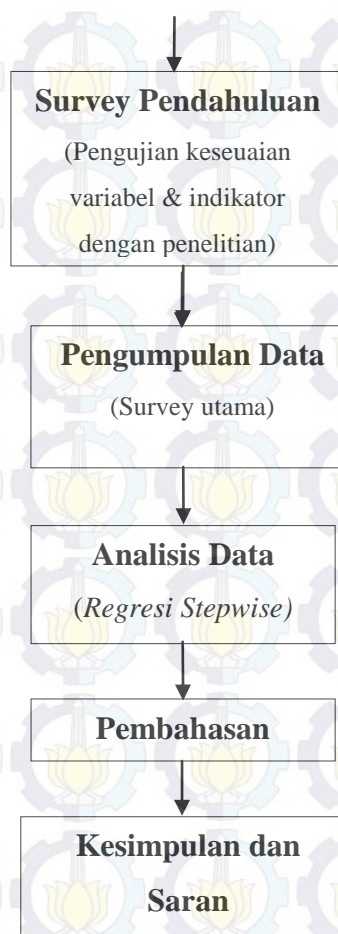 Survey Pendahuluan
(Pengujian keseuaian
variabel & indikator
dengan penelitian)
Pengumpulan Data
(Survey utama)
Analisis Data
(Regresi Stepwise)
Pembahasan
Kesimpulan dan
Saran